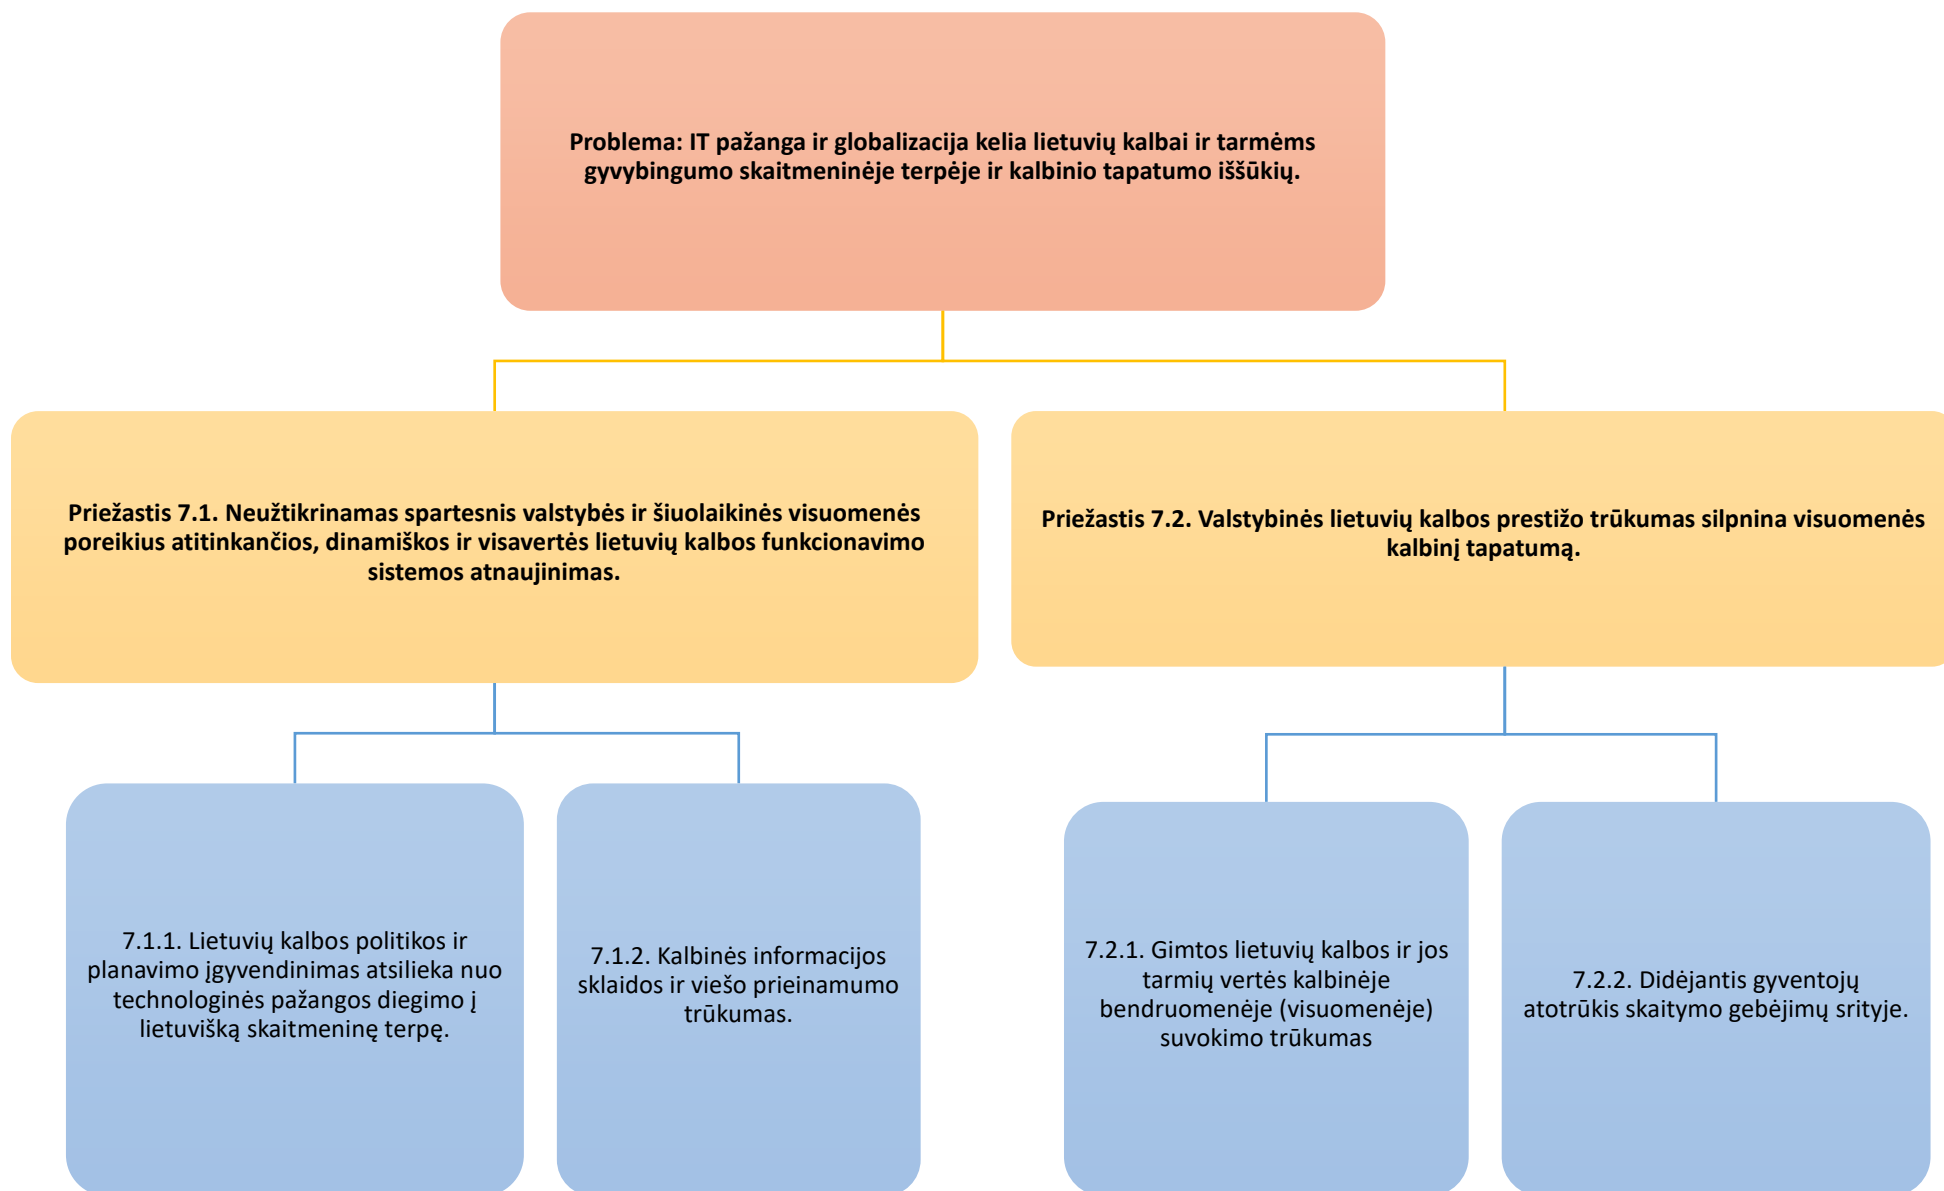 Problema: IT pažanga ir globalizacija kelia lietuvių kalbai ir tarmėms
gyvybingumo skaitmeninėje terpėje ir kalbinio tapatumo iššūkių.
Priežastis 7.1. Neužtikrinamas spartesnis valstybės ir šiuolaikinės visuomenės
poreikius atitinkančios, dinamiškos ir visavertės lietuvių kalbos funkcionavimo
sistemos atnaujinimas.
Priežastis 7.2. Valstybinės lietuvių kalbos prestižo trūkumas silpnina visuomenės
kalbinį tapatumą.
7.1.1. Lietuvių kalbos politikos ir
planavimo įgyvendinimas atsilieka nuo
technologinės pažangos diegimo į
lietuvišką skaitmeninę terpę.
7.1.2. Kalbinės informacijos
sklaidos ir viešo prieinamumo
trūkumas.
7.2.1. Gimtos lietuvių kalbos ir jos
tarmių vertės kalbinėje
bendruomenėje (visuomenėje)
suvokimo trūkumas
7.2.2. Didėjantis gyventojų
atotrūkis skaitymo gebėjimų srityje.